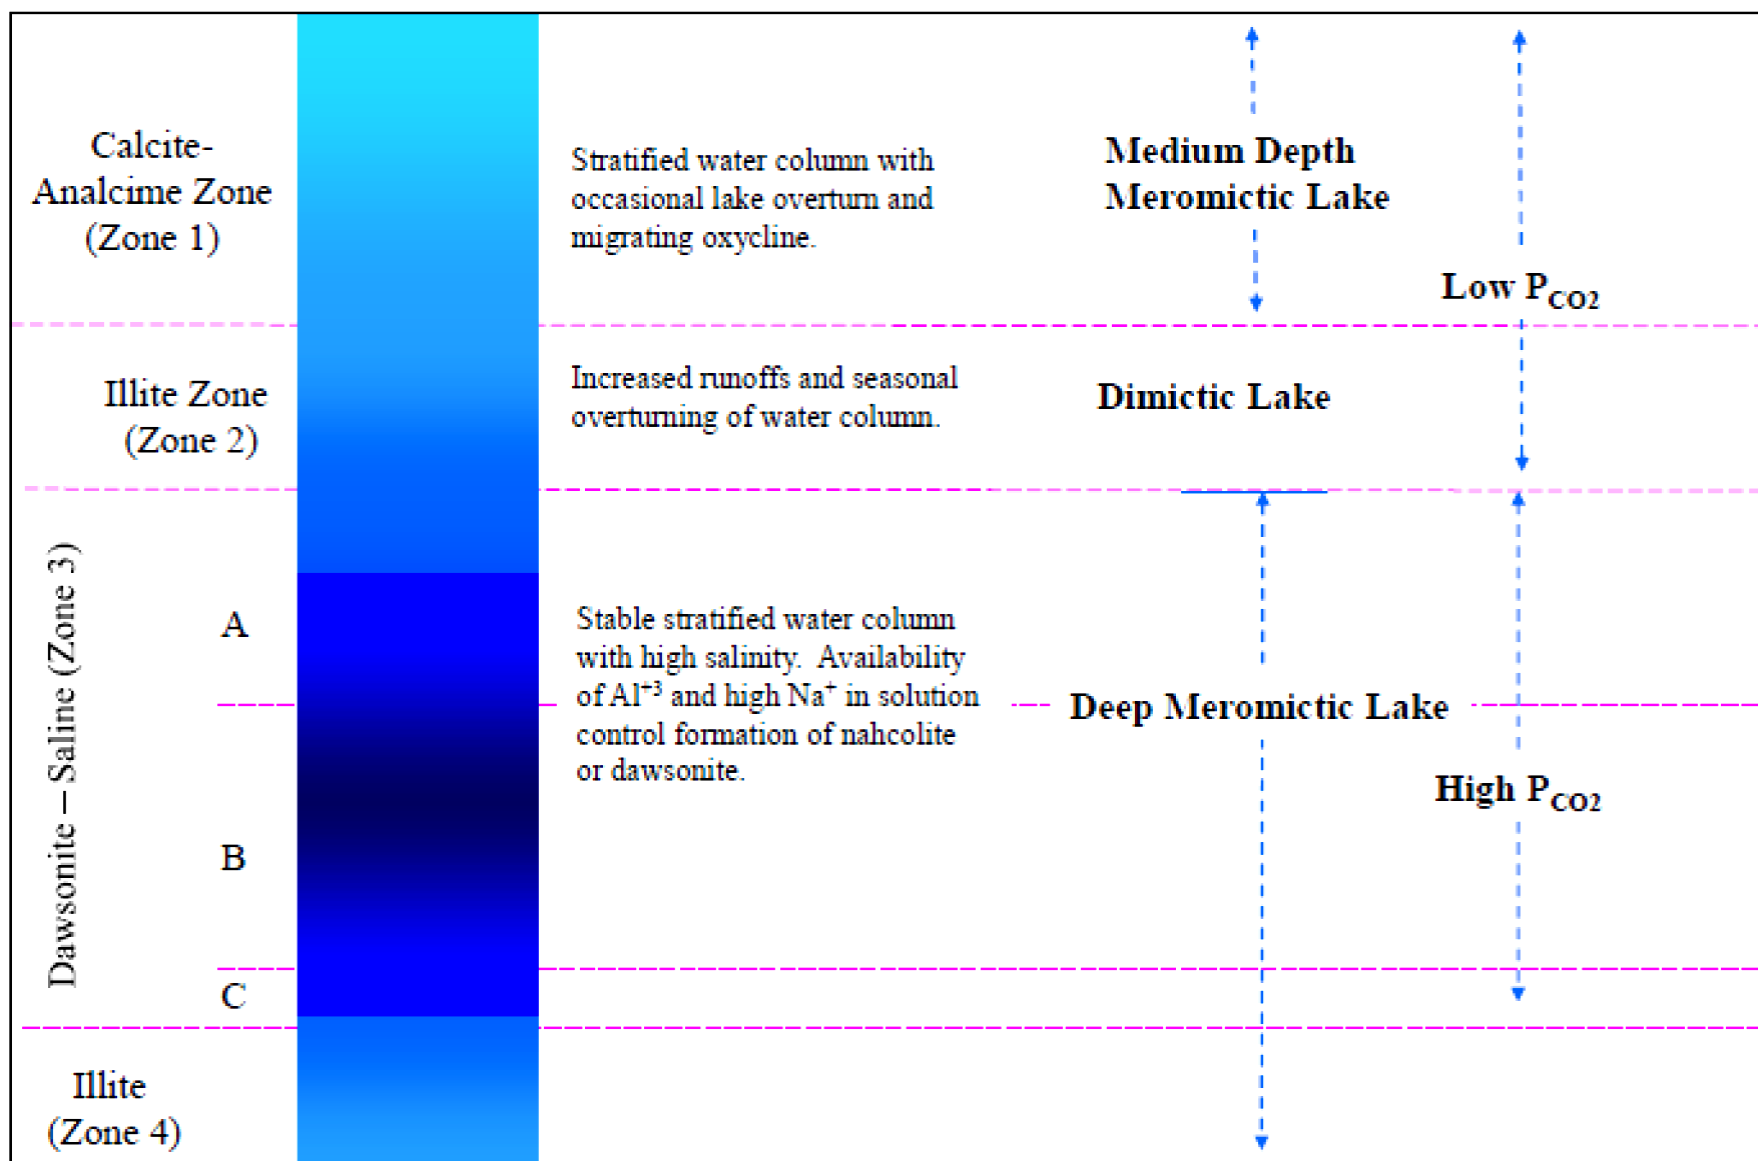 Calcite-
Analcime Zone
(Zone 1)
Stratified water column with
occasional lake overturn and
migrating oxycline.
Medium Depth
Meromictic Lake
Low P_CO2
Illite Zone
(Zone 2)
Increased runoffs and seasonal
overturning of water column.
Dimictic Lake
Dawsonite – Saline (Zone 3)
A
B
C
Stable stratified water column
with high salinity.  Availability
of Al⁺³ and high Na⁺ in solution
control formation of nahcolite
or dawsonite.
Deep Meromictic Lake
High P_CO2
Illite
(Zone 4)